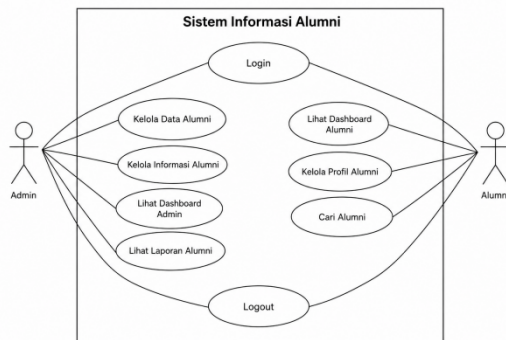 Sistem Informasi Alumni
Login
Kelola Data Alumni
Lihat Dashboard
Alumni
Kelola Informasi Alumni
Kelola Profil Alumni
Admin
Alumni
Lihat Dashboard
Admin
Cari Alumni
Lihat Laporan Alumni
Logout